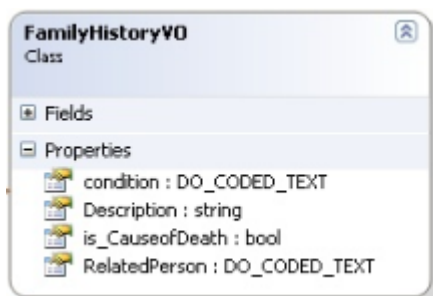 FamilyHistoryVO
Class
Fields
Properties
condition : DO_CODED_TEXT
Description : string
is_CauseofDeath : bool
RelatedPerson : DO_CODED_TEXT